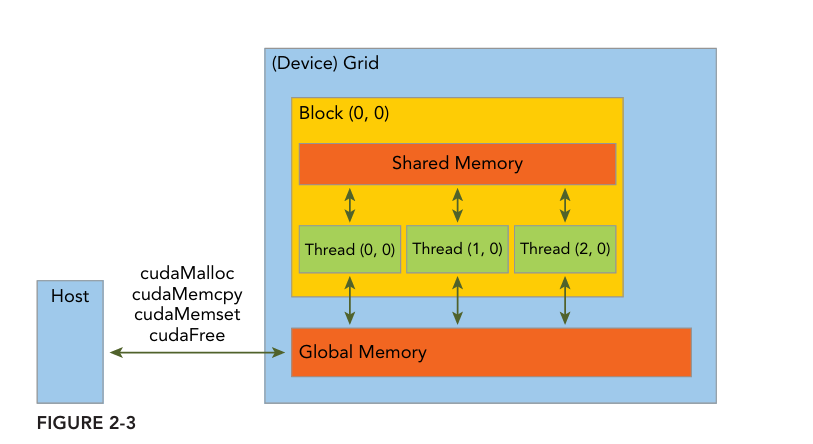 (Device) Grid
Block (0, 0)
Shared Memory
Thread (0, 0)
Thread (1, 0)
Thread (2, 0)
cudaMalloc
cudaMemcpy
cudaMemset
cudaFree
Host
Global Memory
FIGURE 2-3